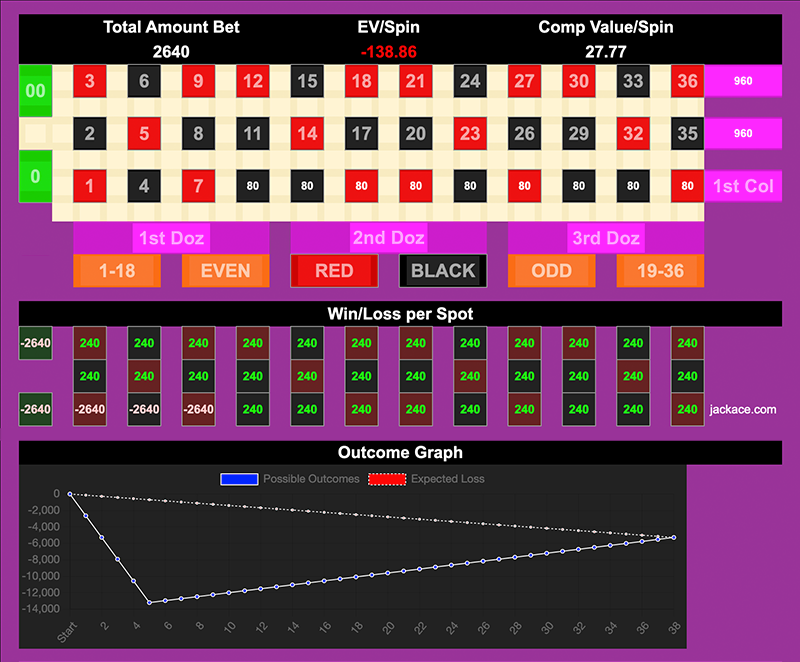 Total Amount Bet EV/Spin Comp Value/Spin
2640 -138.86 27.77
00 3 6 9 12 15 18 21 24 27 30 33 36 960
2 5 8 11 14 17 20 23 26 29 32 35 960
0 1 4 7 80 80 80 80 80 80 80 80 80 1st Col
1st Doz 2nd Doz 3rd Doz
1-18 EVEN RED BLACK ODD 19-36
Win/Loss per Spot
-2640 240 240 240 240 240 240 240 240 240 240 240 240
240 240 240 240 240 240 240 240 240 240 240 240
-2640 -2640 -2640 -2640 240 240 240 240 240 240 240 240 240 jackace.com
Outcome Graph
Possible Outcomes Expected Loss
0
-2,000
-4,000
-6,000
-8,000
-10,000
-12,000
-14,000
Start 2 4 6 8 10 12 14 16 18 20 22 24 26 28 30 32 34 36 38